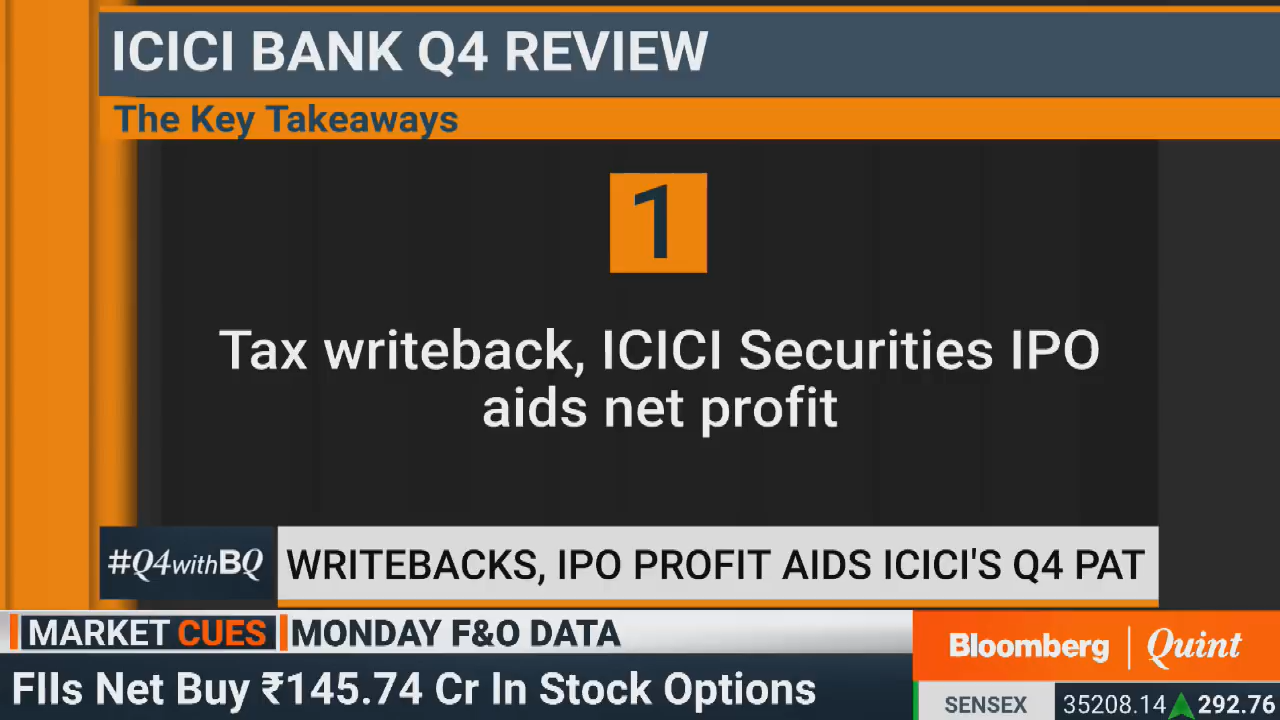 ICICI BANK Q4 REVIEW
The Key Takeaways
1
Tax writeback, ICICI Securities IPO
aids net profit
#Q4withBQ
WRITEBACKS, IPO PROFIT AIDS ICICI'S Q4 PAT
MARKET CUES
MONDAY F&O DATA
FIIs Net Buy ₹145.74 Cr In Stock Options
Bloomberg | Quint
SENSEX 35208.14 ▲ 292.76